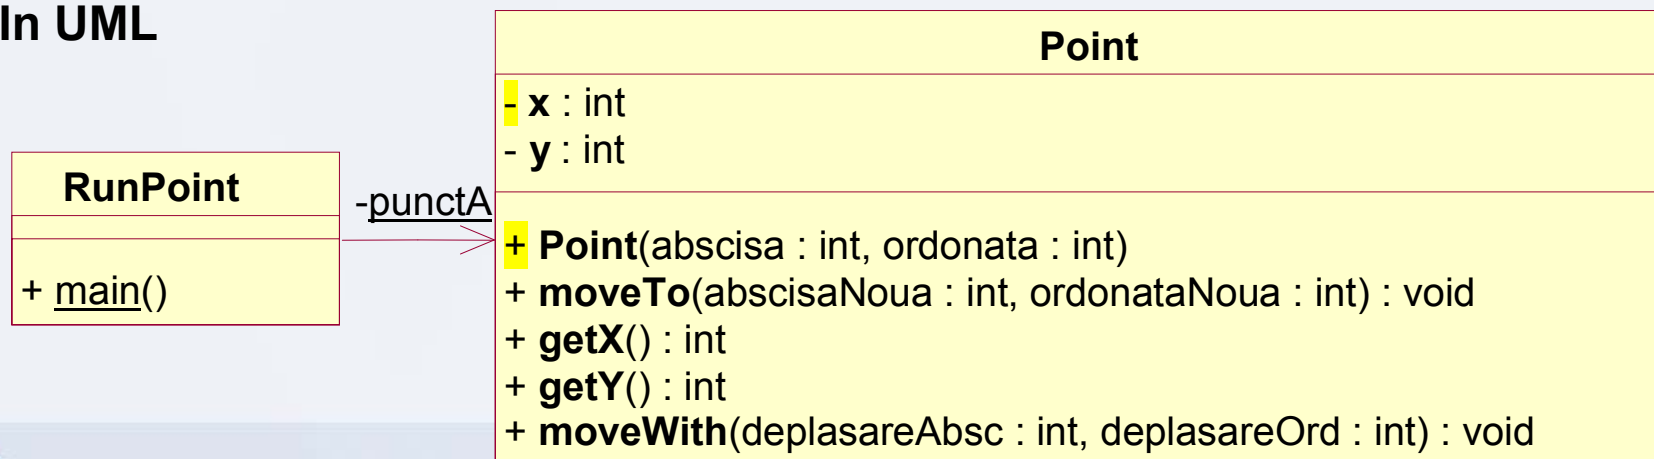 In UML
RunPoint
+ main()
-punctA
Point
- x : int
- y : int
+ Point(abscisa : int, ordonata : int)
+ moveTo(abscisaNoua : int, ordonataNoua : int) : void
+ getX() : int
+ getY() : int
+ moveWith(deplasareAbsc : int, deplasareOrd : int) : void